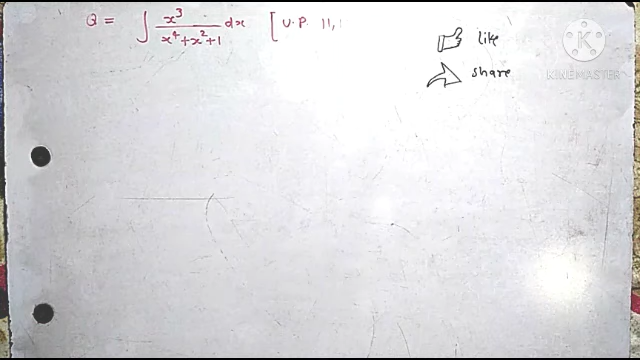 Q = ∫ x³ / (x⁴ + x² + 1) dx [ U.P. 11,
like
share
KINEMASTER